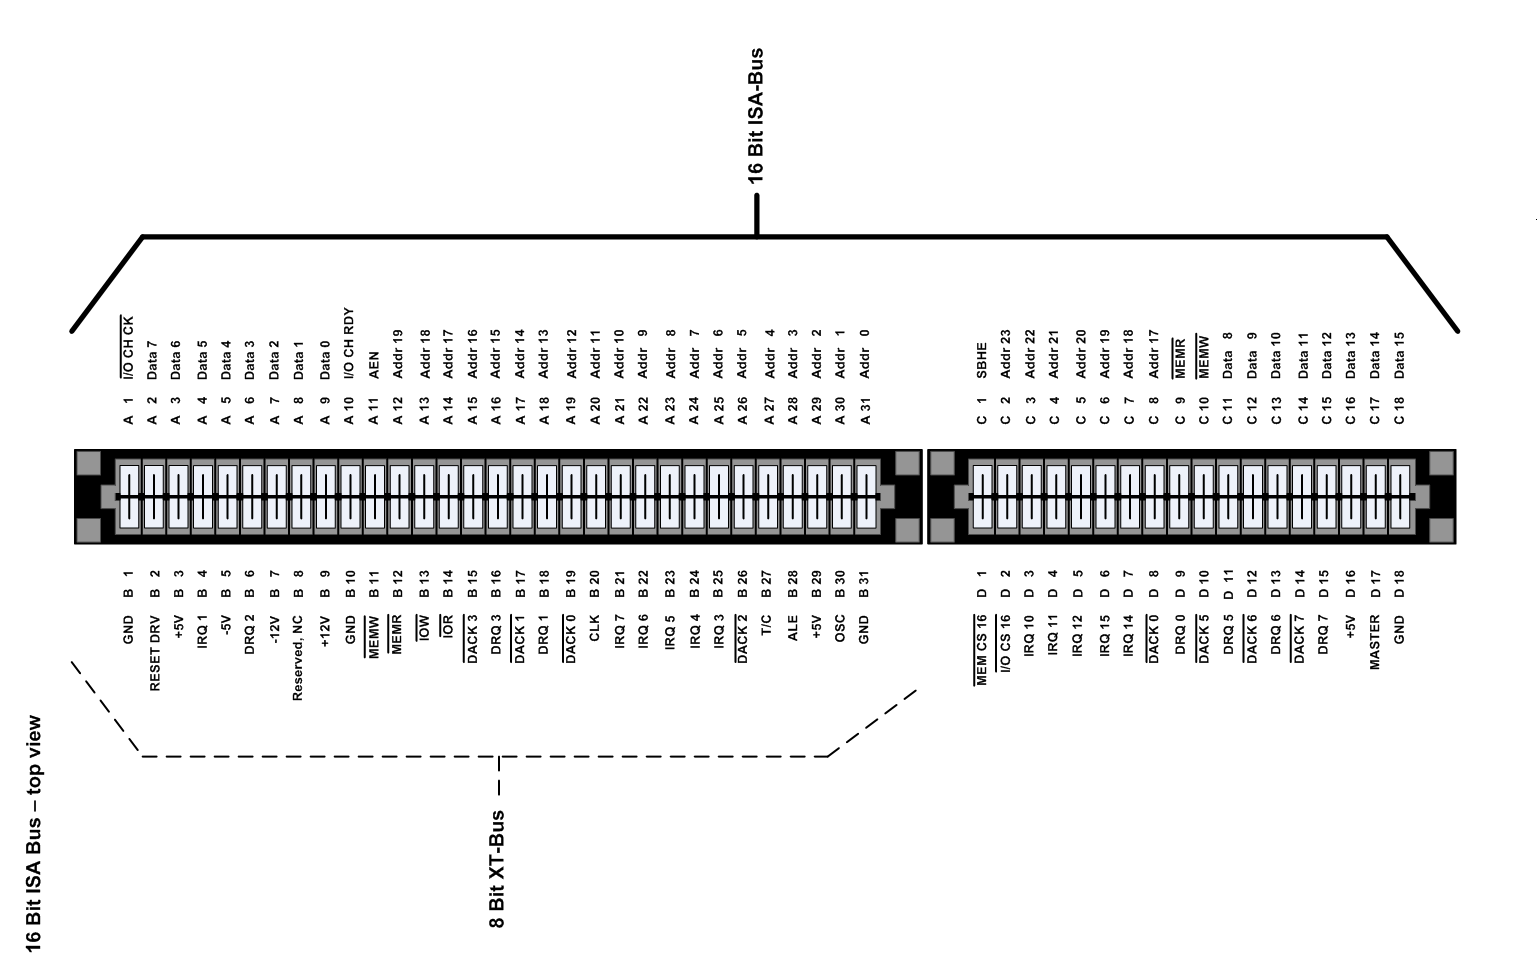 16 Bit ISA Bus – top view
16 Bit ISA-Bus
I/O CH CK A 1
Data 7 A 2
Data 6 A 3
Data 5 A 4
Data 4 A 5
Data 3 A 6
Data 2 A 7
Data 1 A 8
Data 0 A 9
I/O CH RDY A 10
AEN A 11
Addr 19 A 12
Addr 18 A 13
Addr 17 A 14
Addr 16 A 15
Addr 15 A 16
Addr 14 A 17
Addr 13 A 18
Addr 12 A 19
Addr 11 A 20
Addr 10 A 21
Addr 9 A 22
Addr 8 A 23
Addr 7 A 24
Addr 6 A 25
Addr 5 A 26
Addr 4 A 27
Addr 3 A 28
Addr 2 A 29
Addr 1 A 30
Addr 0 A 31
SBHE C 1
Addr 23 C 2
Addr 22 C 3
Addr 21 C 4
Addr 20 C 5
Addr 19 C 6
Addr 18 C 7
Addr 17 C 8
MEMR C 9
MEMW C 10
Data 8 C 11
Data 9 C 12
Data 10 C 13
Data 11 C 14
Data 12 C 15
Data 13 C 16
Data 14 C 17
Data 15 C 18
GND B 1
RESET DRV B 2
+5V B 3
IRQ 1 B 4
-5V B 5
DRQ 2 B 6
-12V B 7
Reserved, NC B 8
+12V B 9
GND B 10
MEMW B 11
MEMR B 12
IOW B 13
IOR B 14
DACK 3 B 15
DRQ 3 B 16
DACK 1 B 17
DRQ 1 B 18
DACK 0 B 19
CLK B 20
IRQ 7 B 21
IRQ 6 B 22
IRQ 5 B 23
IRQ 4 B 24
IRQ 3 B 25
DACK 2 B 26
T/C B 27
ALE B 28
+5V B 29
OSC B 30
GND B 31
MEM CS 16 D 1
I/O CS 16 D 2
IRQ 10 D 3
IRQ 11 D 4
IRQ 12 D 5
IRQ 15 D 6
IRQ 14 D 7
DACK 0 D 8
DRQ 0 D 9
DACK 5 D 10
DRQ 5 D 11
DACK 6 D 12
DRQ 6 D 13
DACK 7 D 14
DRQ 7 D 15
+5V D 16
MASTER D 17
GND D 18
8 Bit XT-Bus